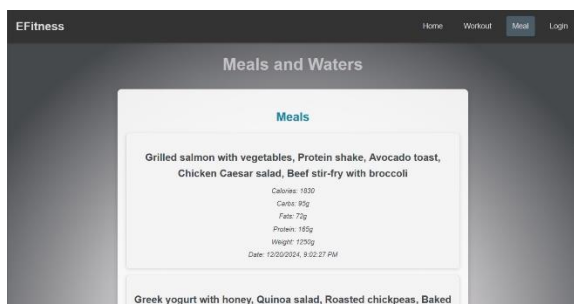 EFitness
Home
Workout
Meal
Login
Meals and Waters
Meals
Grilled salmon with vegetables, Protein shake, Avocado toast,
Chicken Caesar salad, Beef stir-fry with broccoli
Calories: 1830
Carbs: 95g
Fats: 72g
Protein: 185g
Weight: 1250g
Date: 12/20/2024, 9:02:27 PM
Greek yogurt with honey, Quinoa salad, Roasted chickpeas, Baked